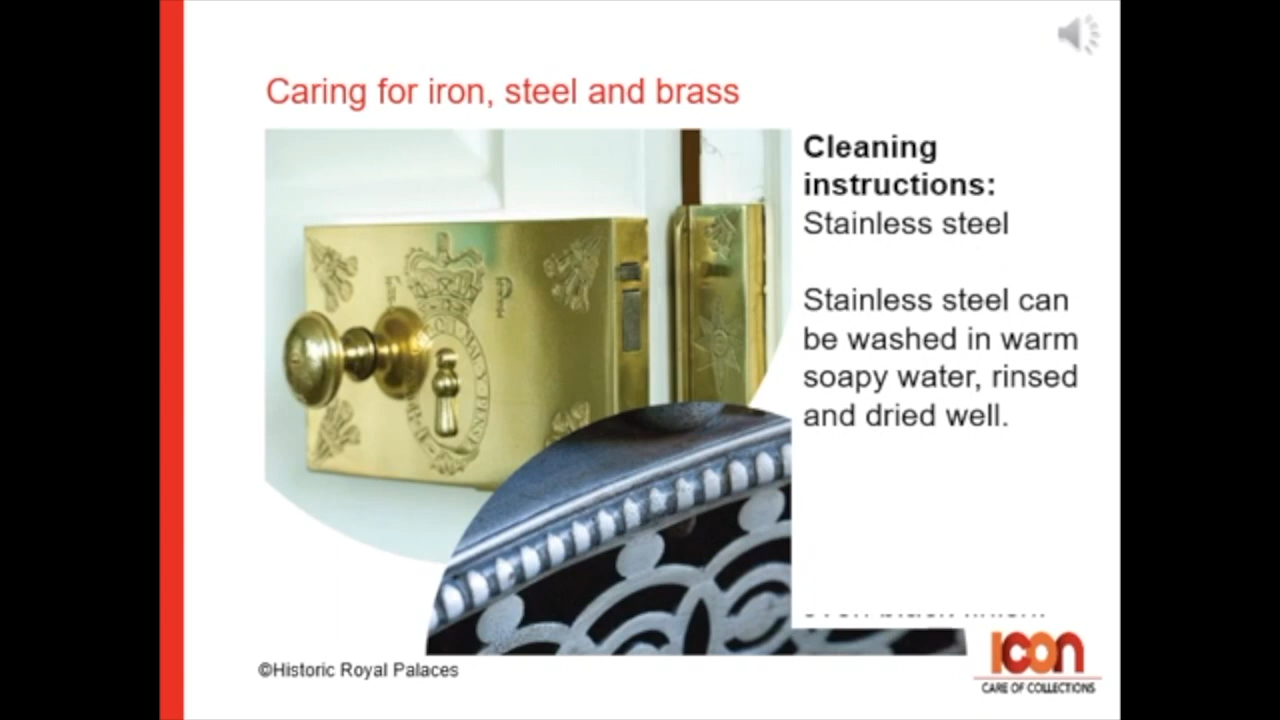 Caring for iron, steel and brass
Cleaning
instructions:
Stainless steel
Stainless steel can
be washed in warm
soapy water, rinsed
and dried well.
©Historic Royal Palaces
icon
CARE OF COLLECTIONS